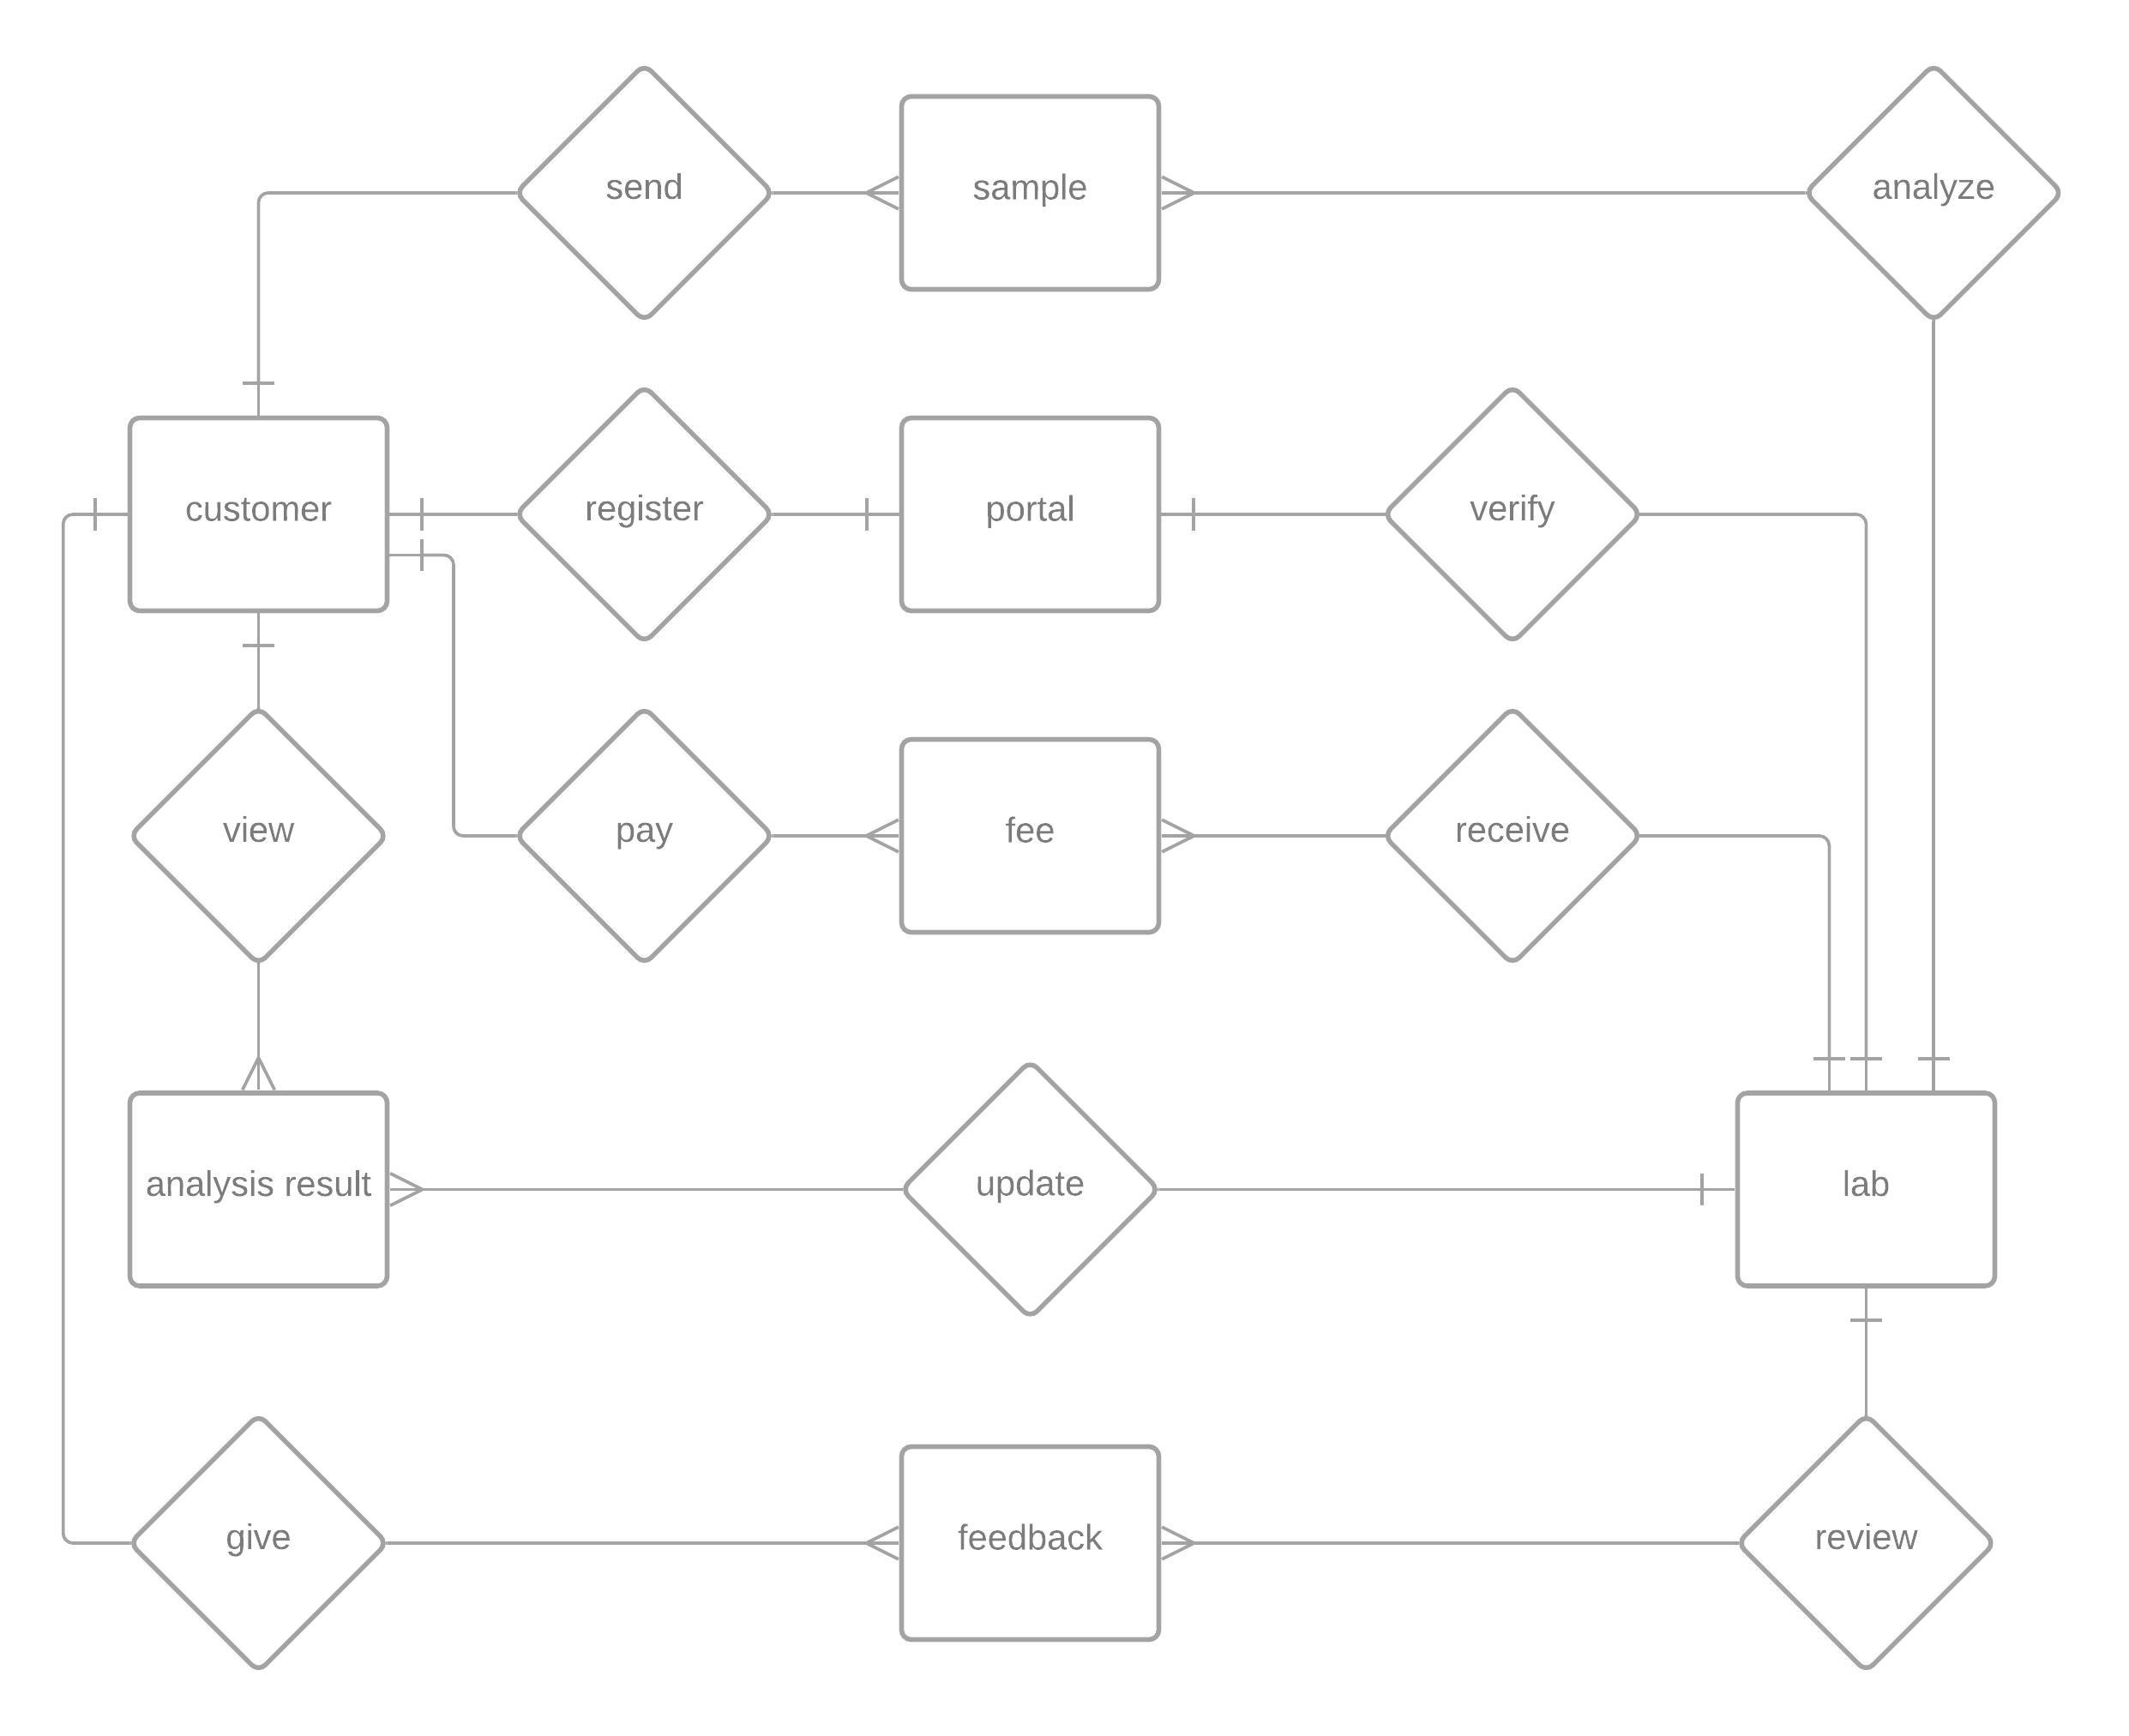 send
sample
analyze
customer
register
portal
verify
view
pay
fee
receive
analysis result
update
lab
give
feedback
review